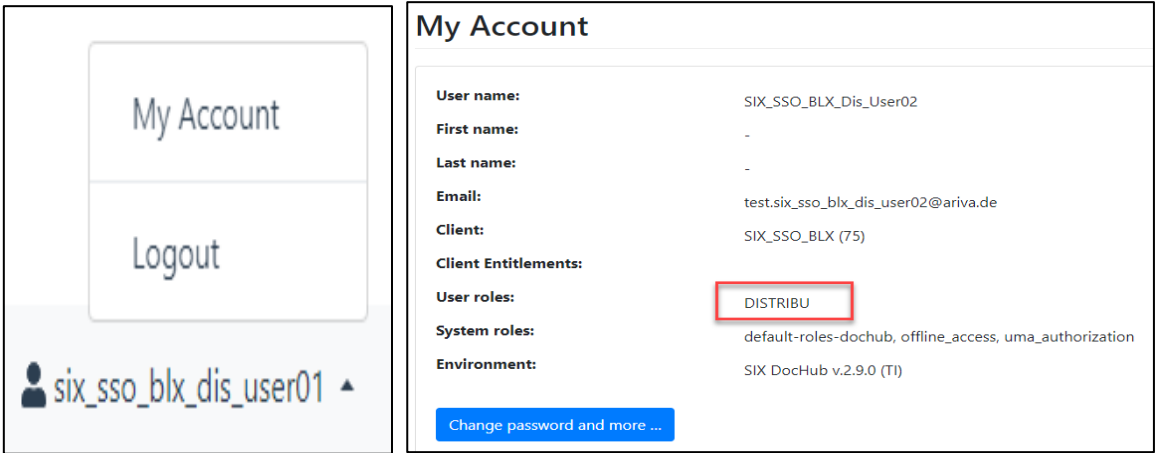 My Account
Logout
six_sso_blx_dis_user01
My Account
User name: SIX_SSO_BLX_Dis_User02
First name: -
Last name: -
Email: test.six_sso_blx_dis_user02@ariva.de
Client: SIX_SSO_BLX (75)
Client Entitlements:
User roles: DISTRIBU
System roles: default-roles-dochub, offline_access, uma_authorization
Environment: SIX DocHub v.2.9.0 (TI)
Change password and more ...